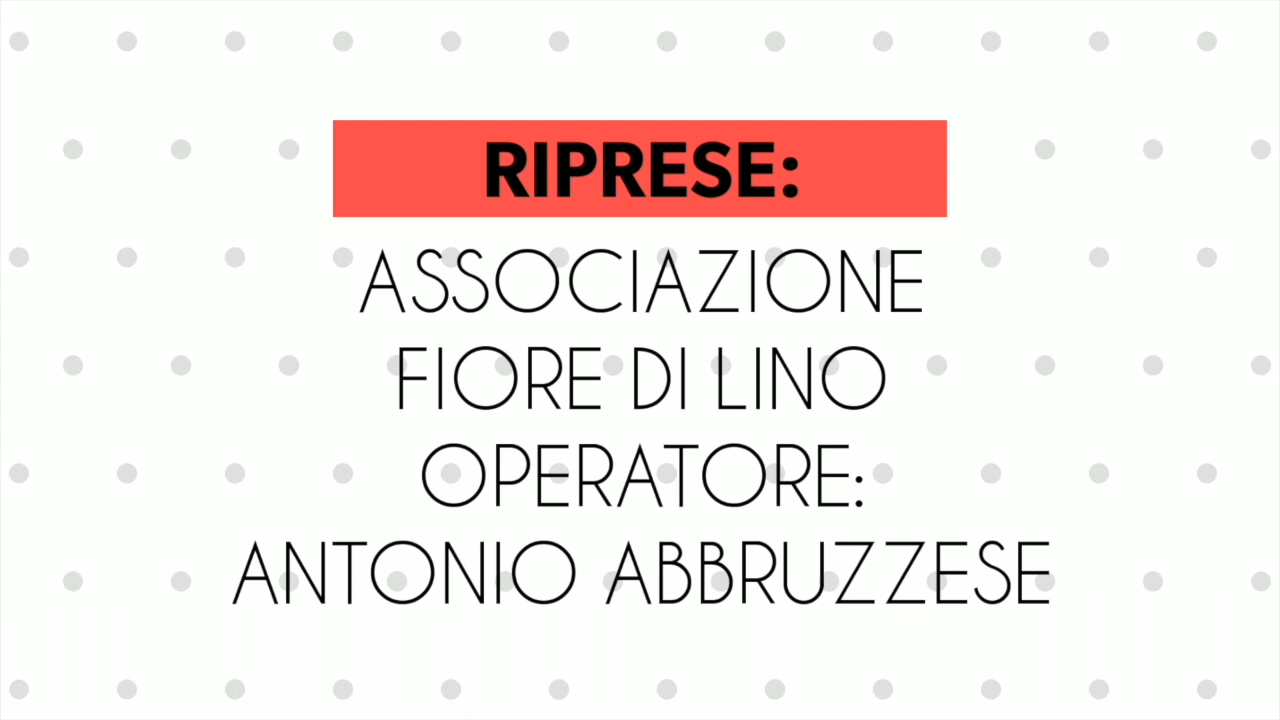 RIPRESE:
ASSOCIAZIONE
FIORE DI LINO
OPERATORE:
ANTONIO ABBRUZZESE